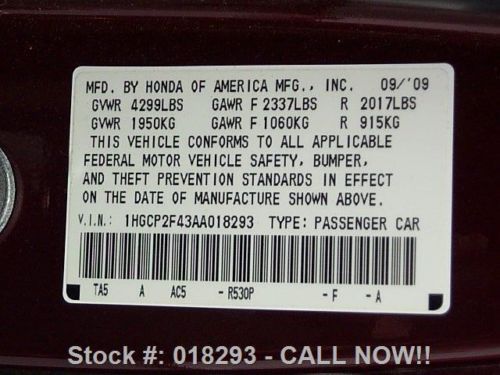 MFD. BY HONDA OF AMERICA MFG., INC. 09/'09
GVWR 4299LBS GAWR F 2337LBS R 2017LBS
GVWR 1950KG GAWR F 1060KG R 915KG
THIS VEHICLE CONFORMS TO ALL APPLICABLE
FEDERAL MOTOR VEHICLE SAFETY, BUMPER,
AND THEFT PREVENTION STANDARDS IN EFFECT
ON THE DATE OF MANUFACTURE SHOWN ABOVE.
V.I.N.: 1HGCP2F43AA018293 TYPE: PASSENGER CAR
TA5 A AC5 -R530P -F -A
Stock #: 018293 - CALL NOW!!